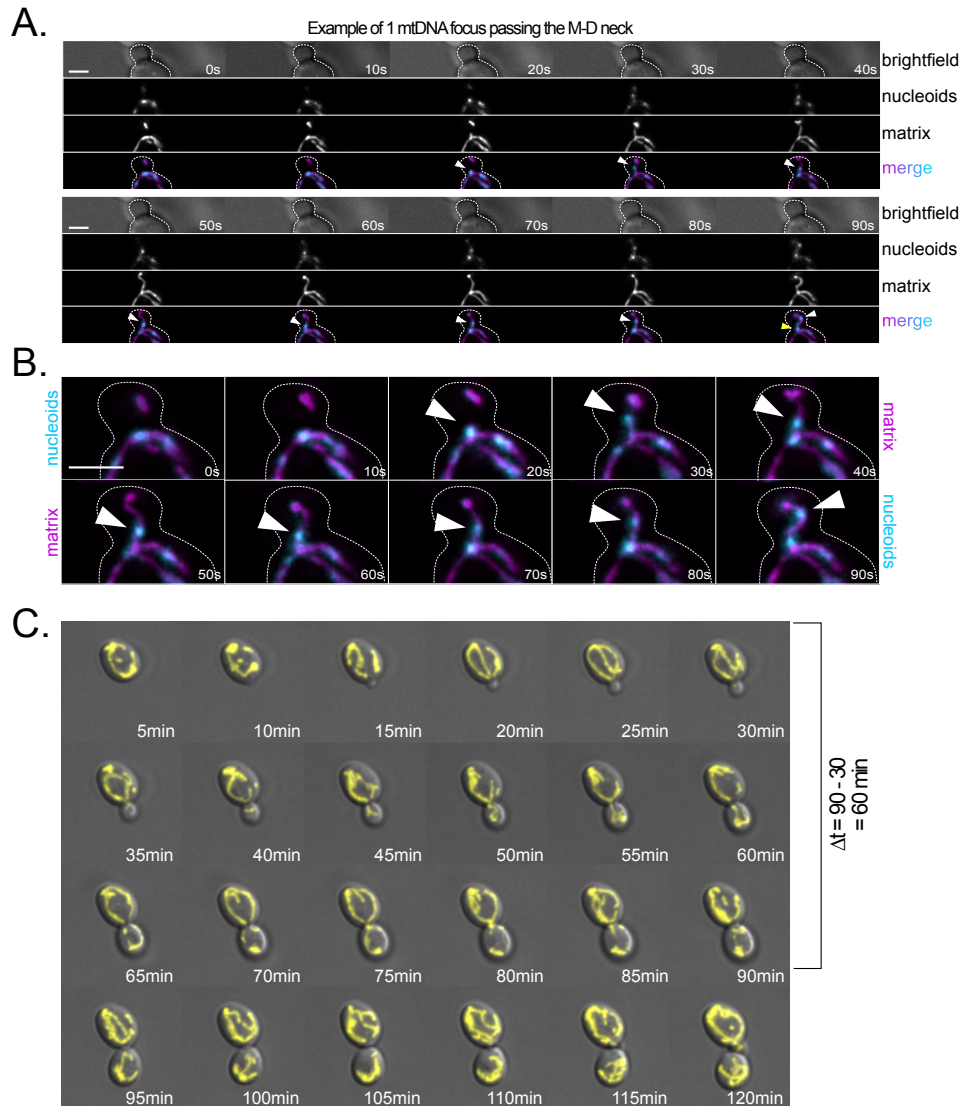 A.
Example of 1 mtDNA focus passing the M-D neck
0s 10s 20s 30s 40s brightfield
nucleoids
matrix
merge
50s 60s 70s 80s 90s brightfield
nucleoids
matrix
merge
B.
nucleoids
0s 10s 20s 30s 40s
matrix
matrix
50s 60s 70s 80s 90s
nucleoids
C.
5min 10min 15min 20min 25min 30min
35min 40min 45min 50min 55min 60min
65min 70min 75min 80min 85min 90min
95min 100min 105min 110min 115min 120min
Δt = 90 - 30
= 60 min